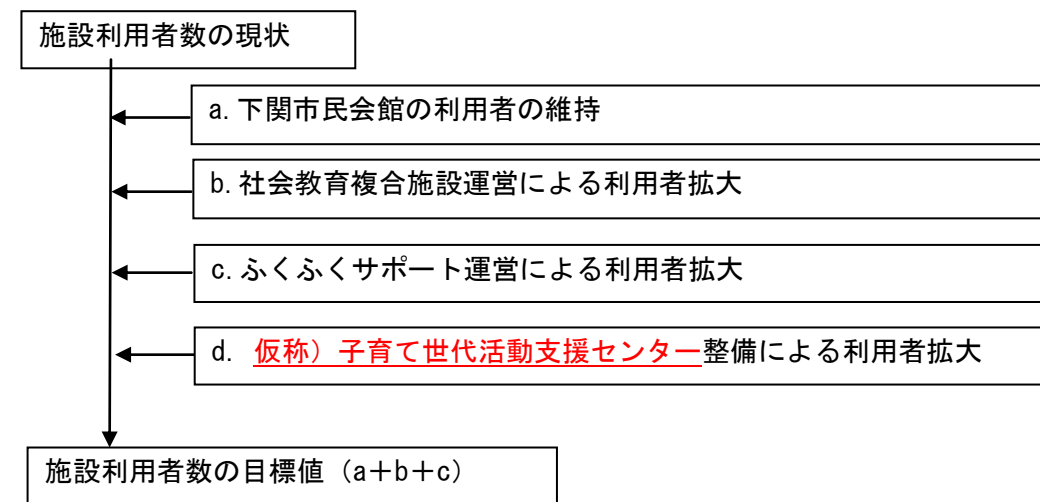 施設利用者数の現状
a. 下関市民会館の利用者の維持
b. 社会教育複合施設運営による利用者拡大
c. ふくふくサポート運営による利用者拡大
d. 仮称）子育て世代活動支援センター整備による利用者拡大
施設利用者数の目標値（a＋b＋c）